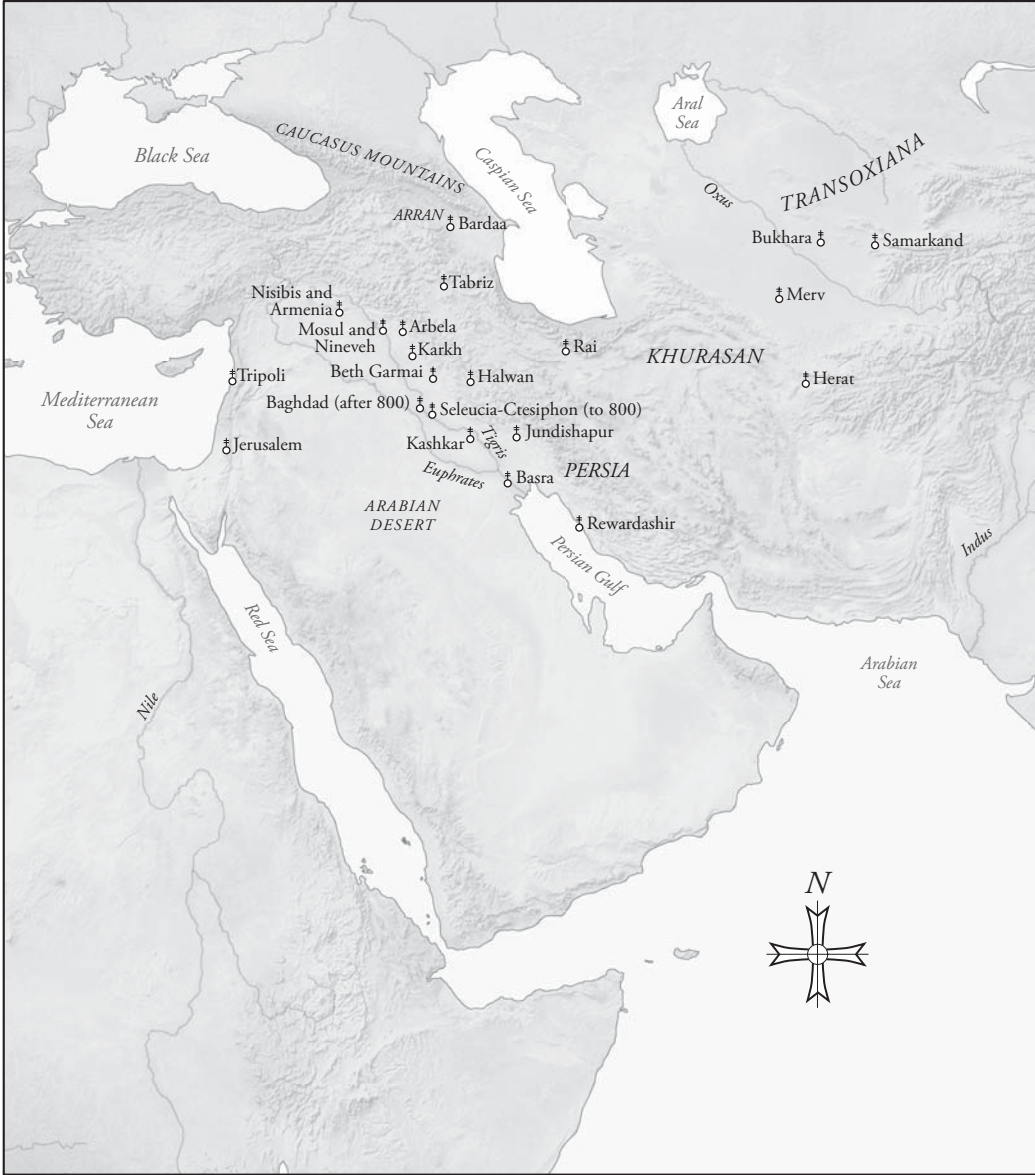 Aral
Sea
Black Sea
CAUCASUS MOUNTAINS
Caspian Sea
TRANSOXIANA
Oxus
ARRAN
Bardaa
Bukhara
Samarkand
Tabriz
Nisibis and
Armenia
Merv
Mosul and
Nineveh
Arbela
Karkh
Rai
KHURASAN
Tripoli
Beth Garmai
Halwan
Herat
Mediterranean
Sea
Baghdad (after 800)
Seleucia-Ctesiphon (to 800)
Jerusalem
Kashkar
Tigris
Jundishapur
Euphrates
Basra
PERSIA
ARABIAN
DESERT
Rewardashir
Indus
Persian Gulf
Red Sea
Arabian
Sea
Nile
N